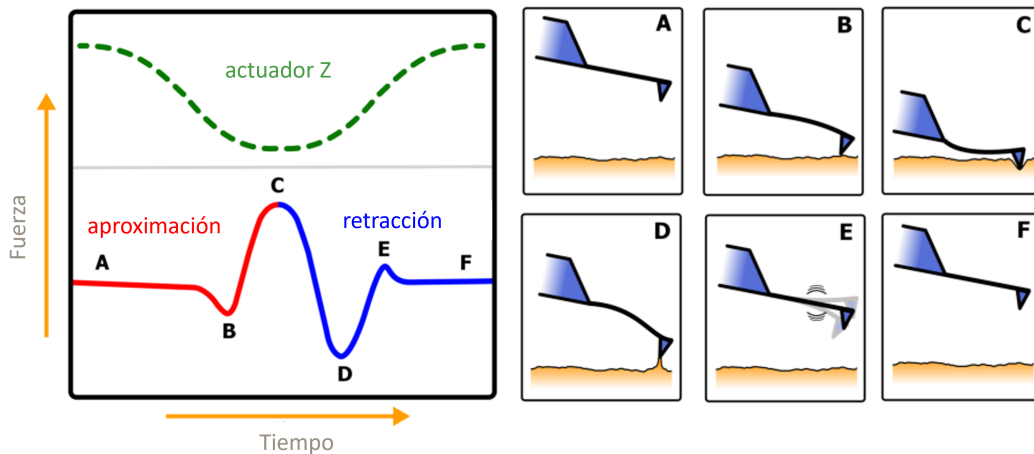 actuador Z
Fuerza
aproximación
retracción
A
B
C
D
E
F
Tiempo
A
B
C
D
E
F